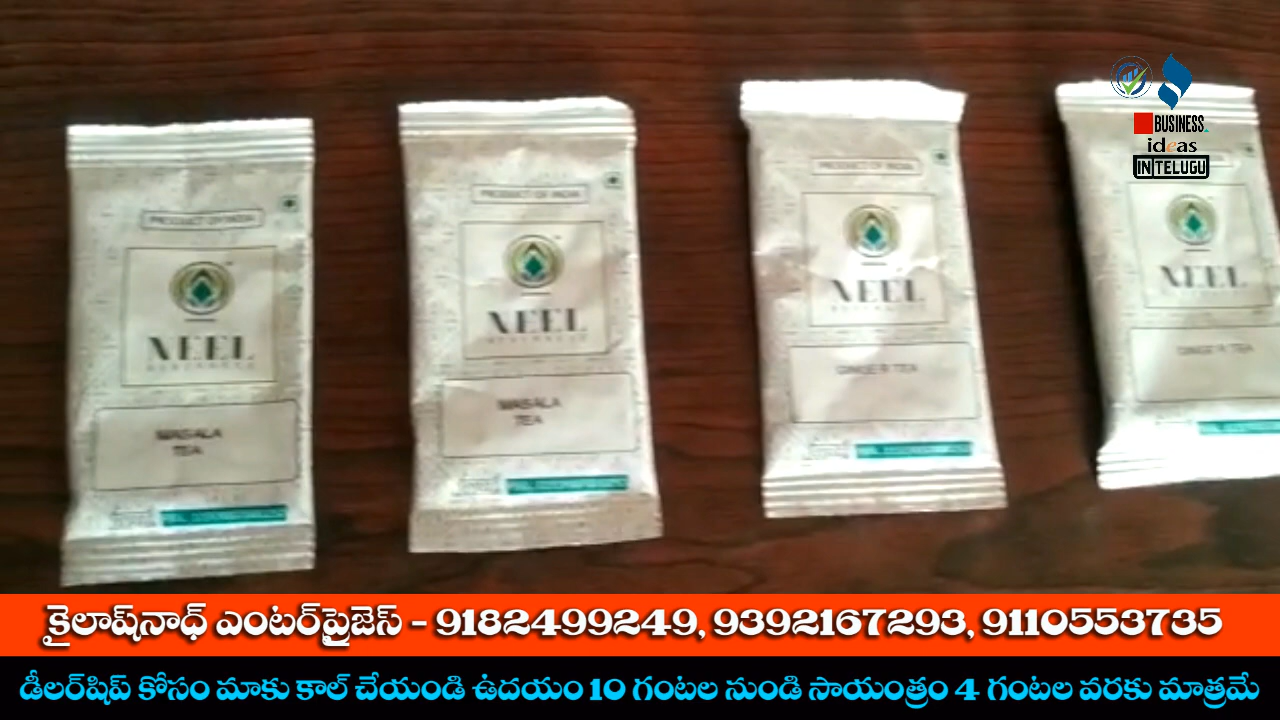 BUSINESS
ideas
IN TELUGU
PRODUCT OF INDIA
NEEL
MASALA
TEA
PRODUCT OF INDIA
NEEL
MASALA
TEA
PRODUCT OF INDIA
NEEL
GINGER TEA
NEEL
GINGER TEA
కైలాష్‌నాధ్ ఎంటర్‌ప్రైజెస్ - 9182499249, 9392167293, 9110553735
డీలర్‌షిప్ కోసం మాకు కాల్ చేయండి ఉదయం 10 గంటల నుండి సాయంత్రం 4 గంటల వరకు మాత్రమే